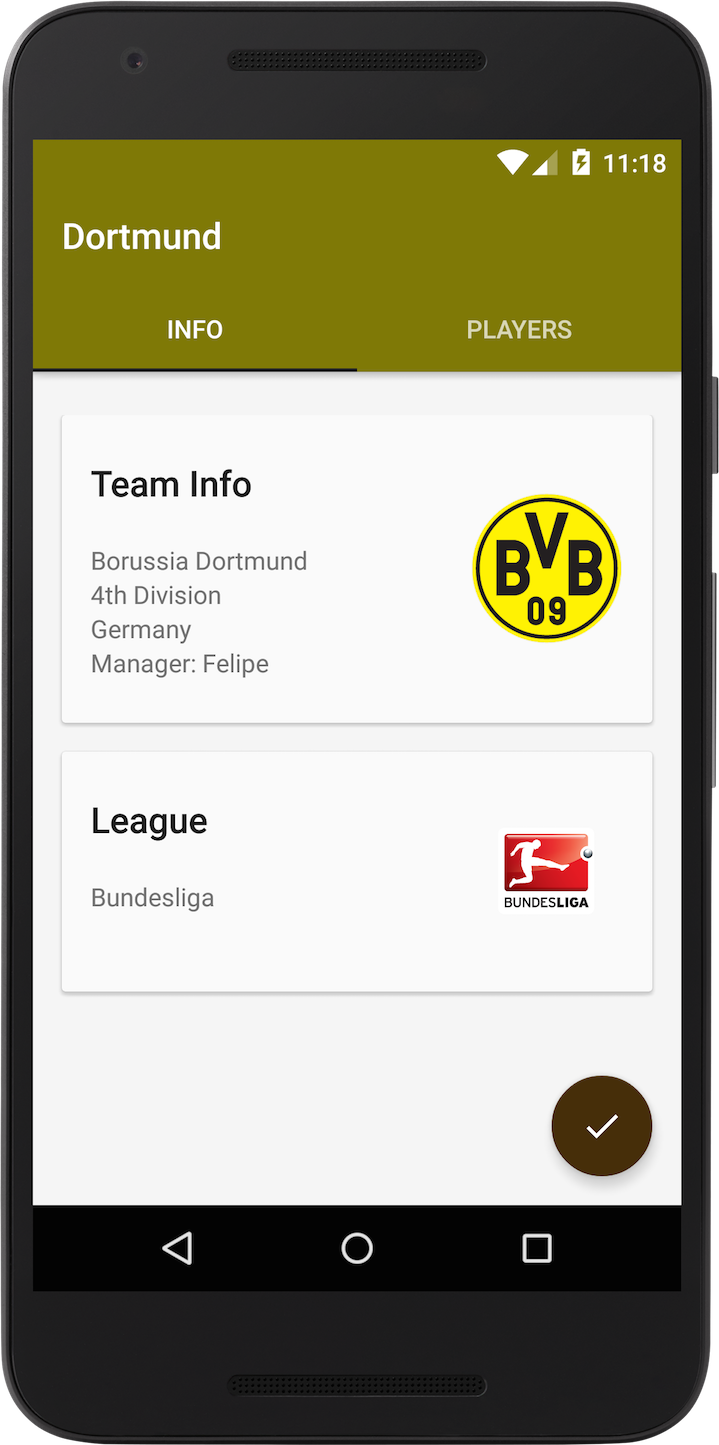 11:18
Dortmund
INFO
PLAYERS
Team Info
Borussia Dortmund
4th Division
Germany
Manager: Felipe
BVB
09
League
Bundesliga
BUNDESLIGA